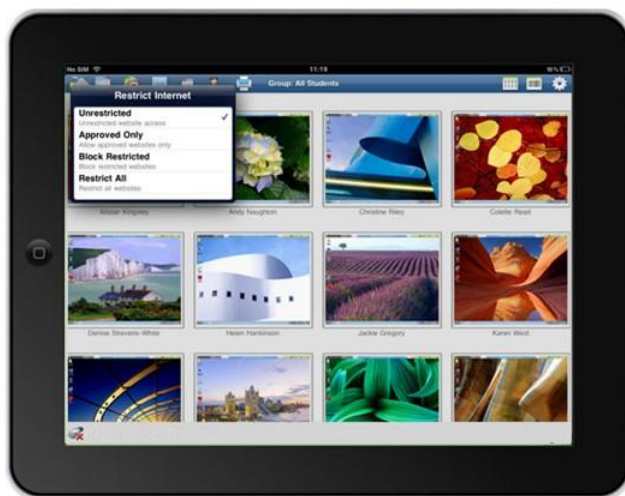 No SIM
11:19
Group: All Students
Restrict Internet
Unrestricted
Unrestricted website access
Approved Only
Allow approved websites only
Block Restricted
Block restricted websites
Restrict All
Restrict all websites
Andy Naughton
Christine Riley
Colette Read
Denise Strevens-White
Helen Hankinson
Jackie Gregory
Karen West